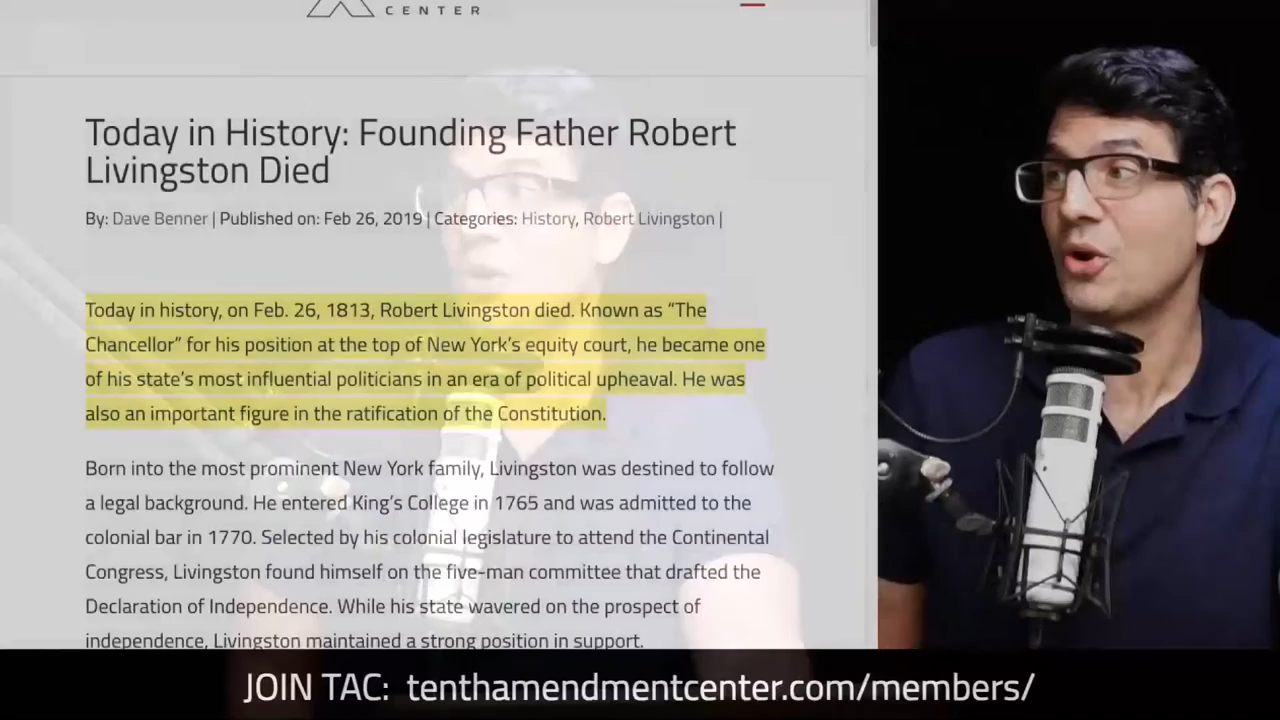 CENTER
Today in History: Founding Father Robert
Livingston Died
By: Dave Benner | Published on: Feb 26, 2019 | Categories: History, Robert Livingston |
Today in history, on Feb. 26, 1813, Robert Livingston died. Known as “The
Chancellor” for his position at the top of New York’s equity court, he became one
of his state’s most influential politicians in an era of political upheaval. He was
also an important figure in the ratification of the Constitution.
Born into the most prominent New York family, Livingston was destined to follow
a legal background. He entered King’s College in 1765 and was admitted to the
colonial bar in 1770. Selected by his colonial legislature to attend the Continental
Congress, Livingston found himself on the five-man committee that drafted the
Declaration of Independence. While his state wavered on the prospect of
independence, Livingston maintained a strong position in support.
JOIN TAC: tenthamendmentcenter.com/members/